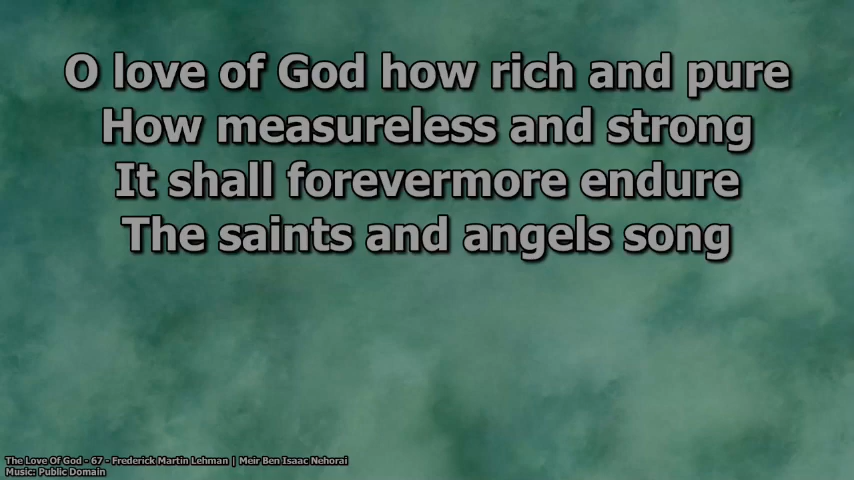 O love of God how rich and pure
How measureless and strong
It shall forevermore endure
The saints and angels song
The Love Of God - 67 - Frederick Martin Lehman | Meir Ben Isaac Nehorai
Music: Public Domain